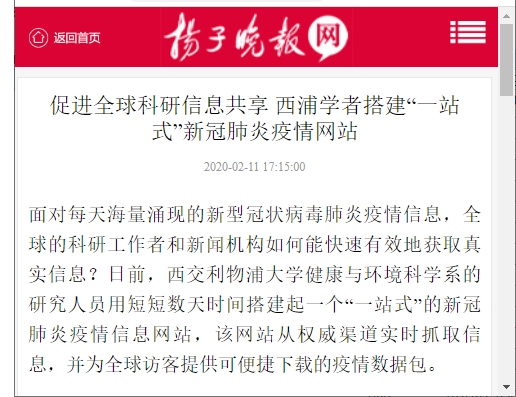 返回首页
扬子晚报网
促进全球科研信息共享 西浦学者搭建“一站
式”新冠肺炎疫情网站
2020-02-11 17:15:00
面对每天海量涌现的新型冠状病毒肺炎疫情信息，全
球的科研工作者和新闻机构如何能快速有效地获取真
实信息？日前，西交利物浦大学健康与环境科学系的
研究人员用短短数天时间搭建起一个“一站式”的新冠
肺炎疫情信息网站，该网站从权威渠道实时抓取信
息，并为全球访客提供可便捷下载的疫情数据包。